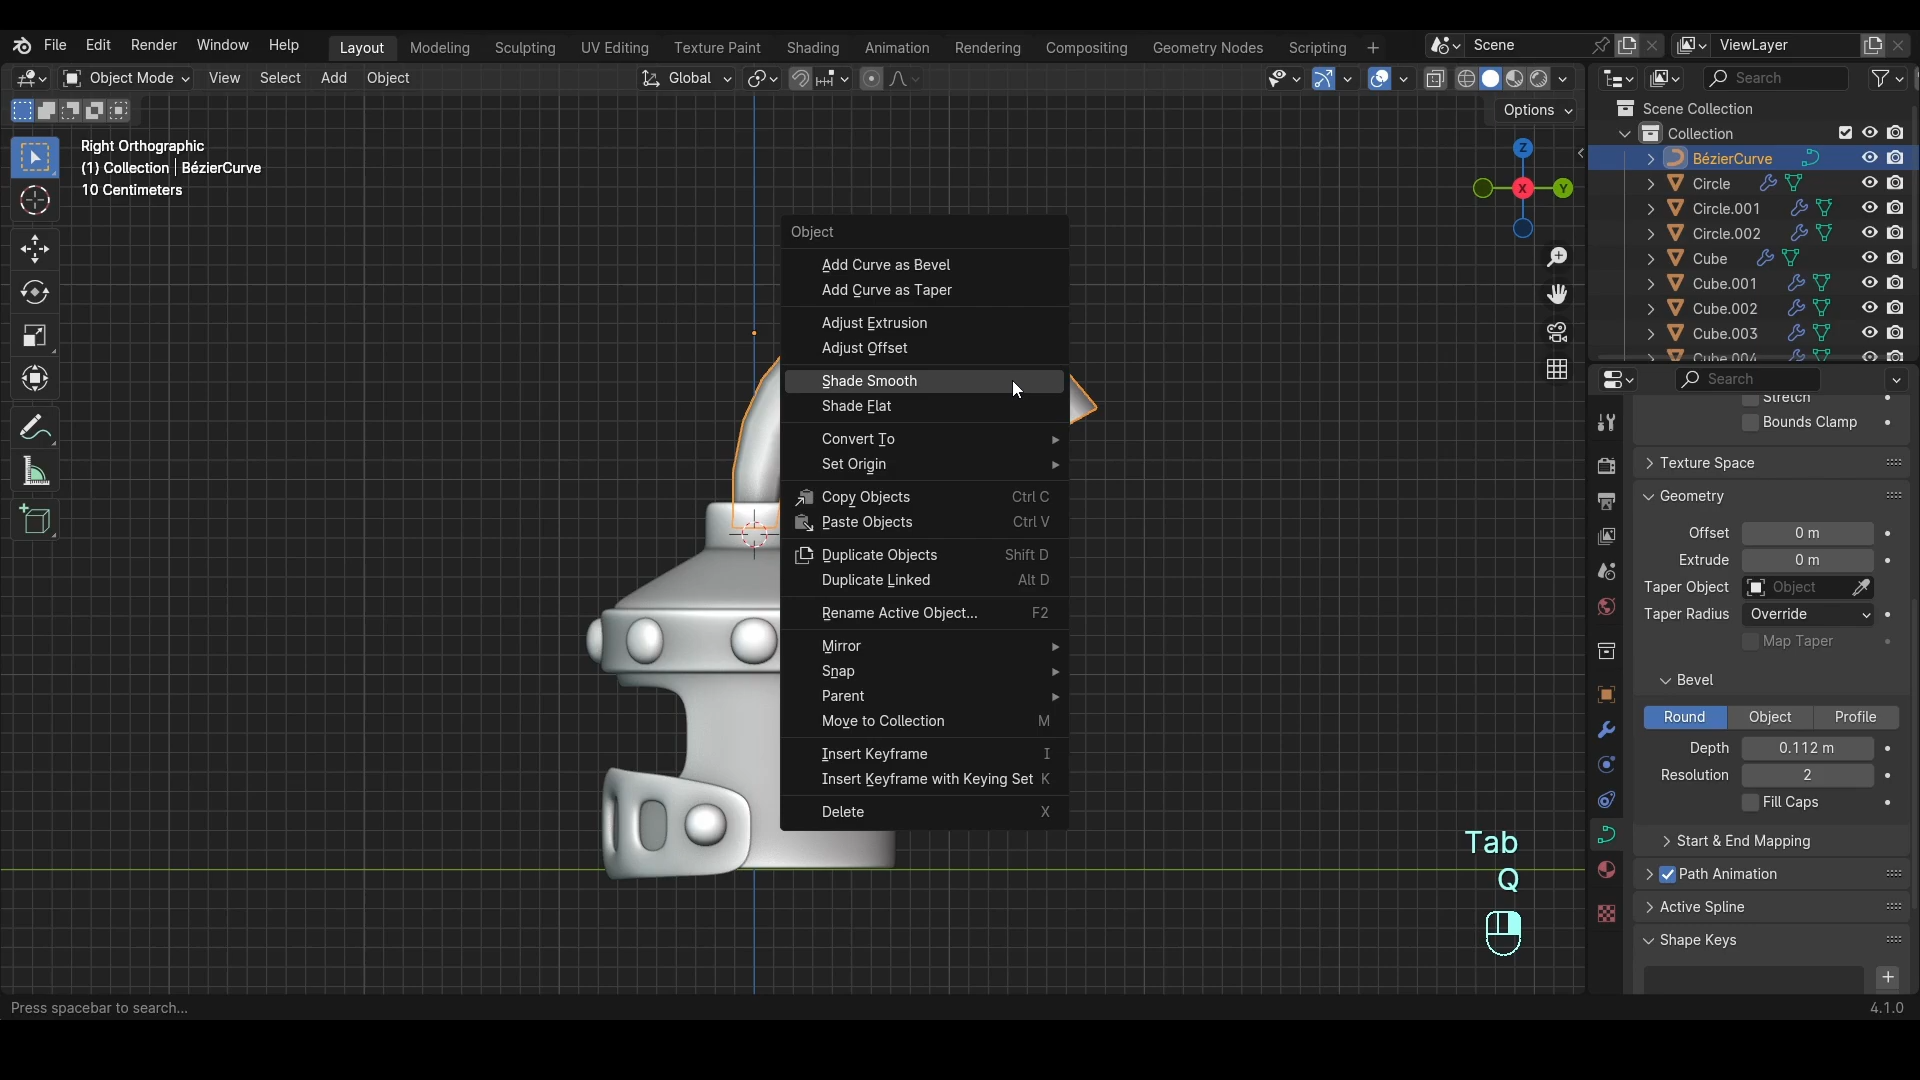 File Edit Render Window Help Layout Modeling Sculpting UV Editing Texture Paint Shading Animation Rendering Compositing Geometry Nodes Scripting Scene ViewLayer
Object Mode View Select Add Object Global Search
Options
Right Orthographic
(1) Collection | BézierCurve
10 Centimeters
Z
X
Y
Object
Add Curve as Bevel
Add Curve as Taper
Adjust Extrusion
Adjust Offset
Shade Smooth
Shade Flat
Convert To
Set Origin
Copy Objects Ctrl C
Paste Objects Ctrl V
Duplicate Objects Shift D
Duplicate Linked Alt D
Rename Active Object... F2
Mirror
Snap
Parent
Move to Collection M
Insert Keyframe I
Insert Keyframe with Keying Set K
Delete X
Tab
Q
Scene Collection
Collection
BézierCurve
Circle
Circle.001
Circle.002
Cube
Cube.001
Cube.002
Cube.003
Cube.004
Search
Stretch
Bounds Clamp
Texture Space
Geometry
Offset 0 m
Extrude 0 m
Taper Object Object
Taper Radius Override
Map Taper
Bevel
Round Object Profile
Depth 0.112 m
Resolution 2
Fill Caps
Start & End Mapping
Path Animation
Active Spline
Shape Keys
Press spacebar to search...
4.1.0